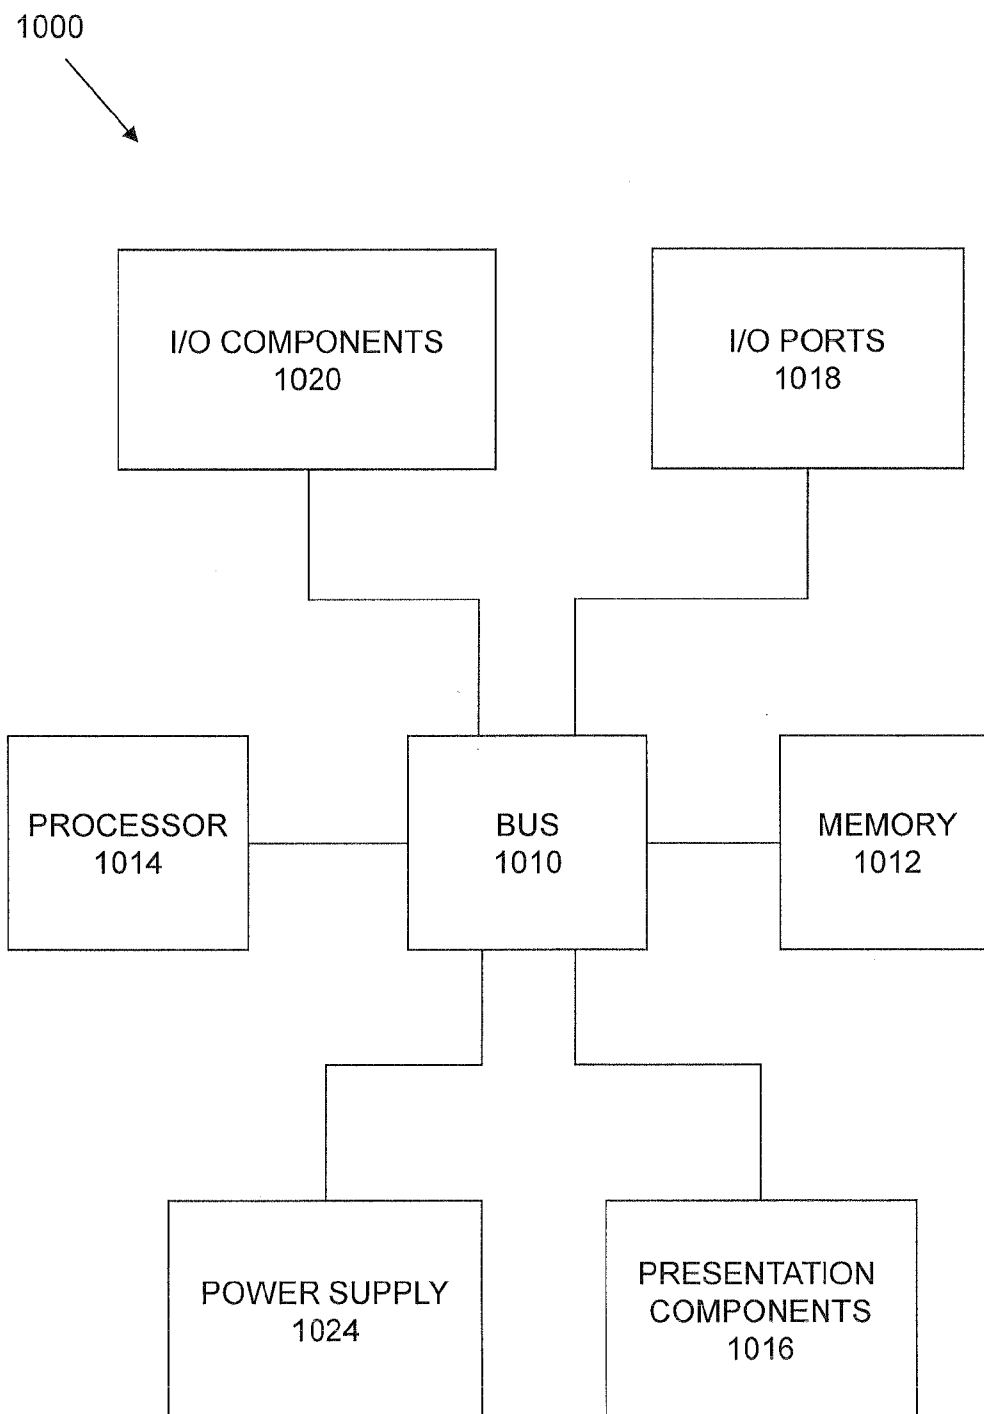 1000
I/O COMPONENTS
1020
I/O PORTS
1018
PROCESSOR
1014
BUS
1010
MEMORY
1012
POWER SUPPLY
1024
PRESENTATION
COMPONENTS
1016